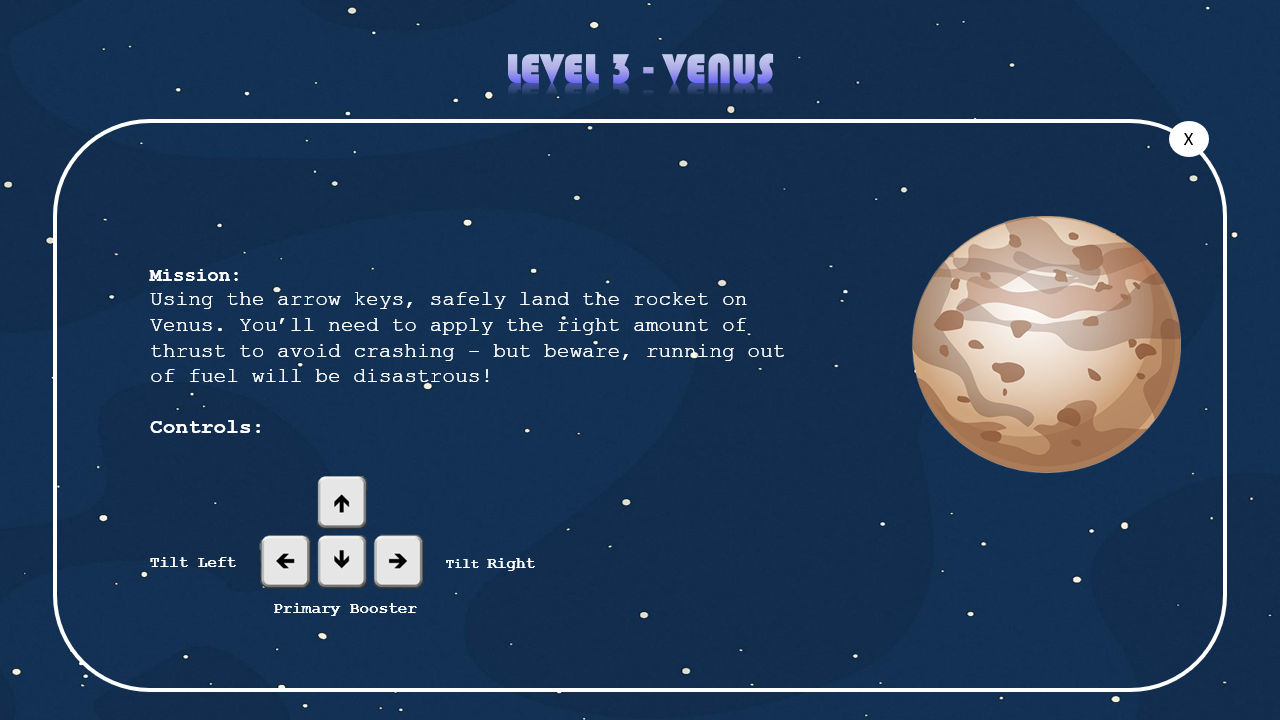 LEVEL 3 - VENUS
X
Mission:
Using the arrow keys, safely land the rocket on
Venus. You’ll need to apply the right amount of
thrust to avoid crashing – but beware, running out
of fuel will be disastrous!
Controls:
Tilt Left
Tilt Right
Primary Booster